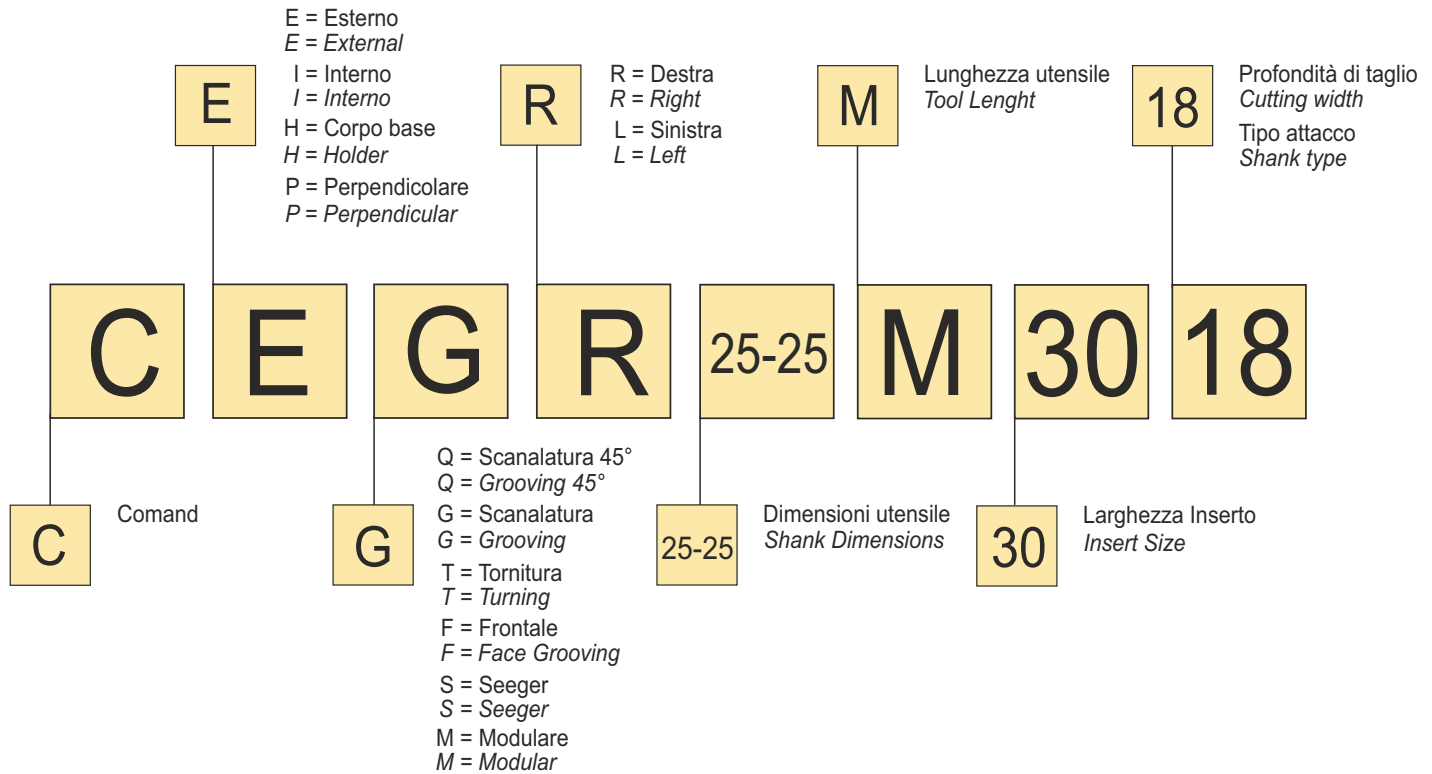 E = Esterno
E = External
I = Interno
I = Interno
H = Corpo base
H = Holder
P = Perpendicolare
P = Perpendicular
E
R
R = Destra
R = Right
L = Sinistra
L = Left
M
Lunghezza utensile
Tool Lenght
18
Profondità di taglio
Cutting width
Tipo attacco
Shank type
C E G R 25-25 M 30 18
C
Comand
G
Q = Scanalatura 45°
Q = Grooving 45°
G = Scanalatura
G = Grooving
T = Tornitura
T = Turning
F = Frontale
F = Face Grooving
S = Seeger
S = Seeger
M = Modulare
M = Modular
25-25
Dimensioni utensile
Shank Dimensions
30
Larghezza Inserto
Insert Size